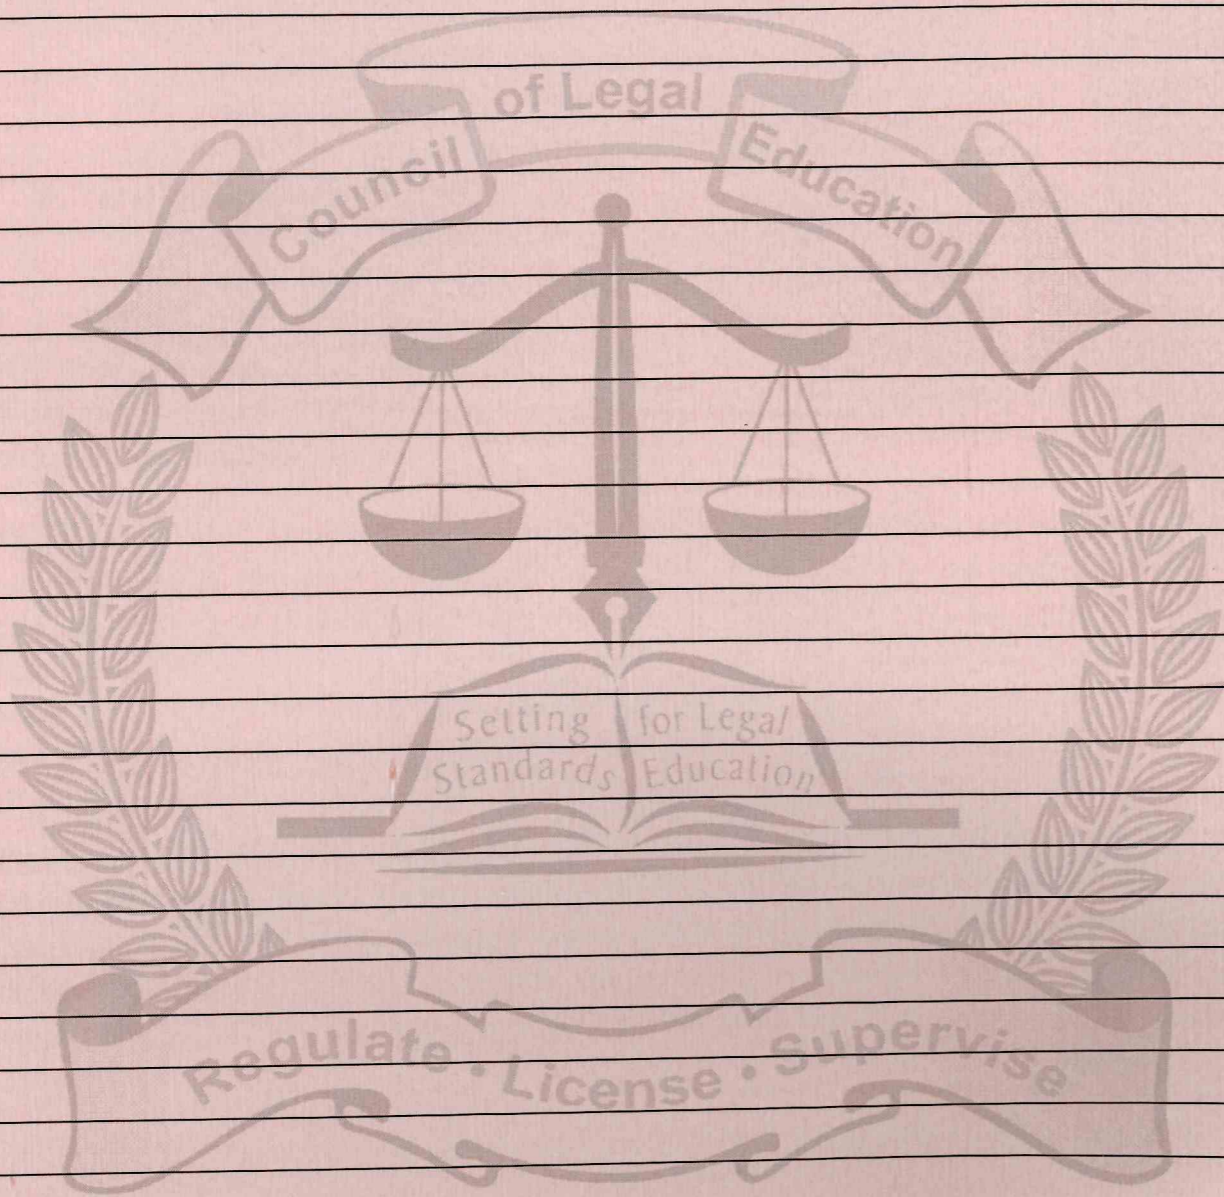 Council of Legal Education
Setting Standards for Legal Education
Regulate • License • Supervise